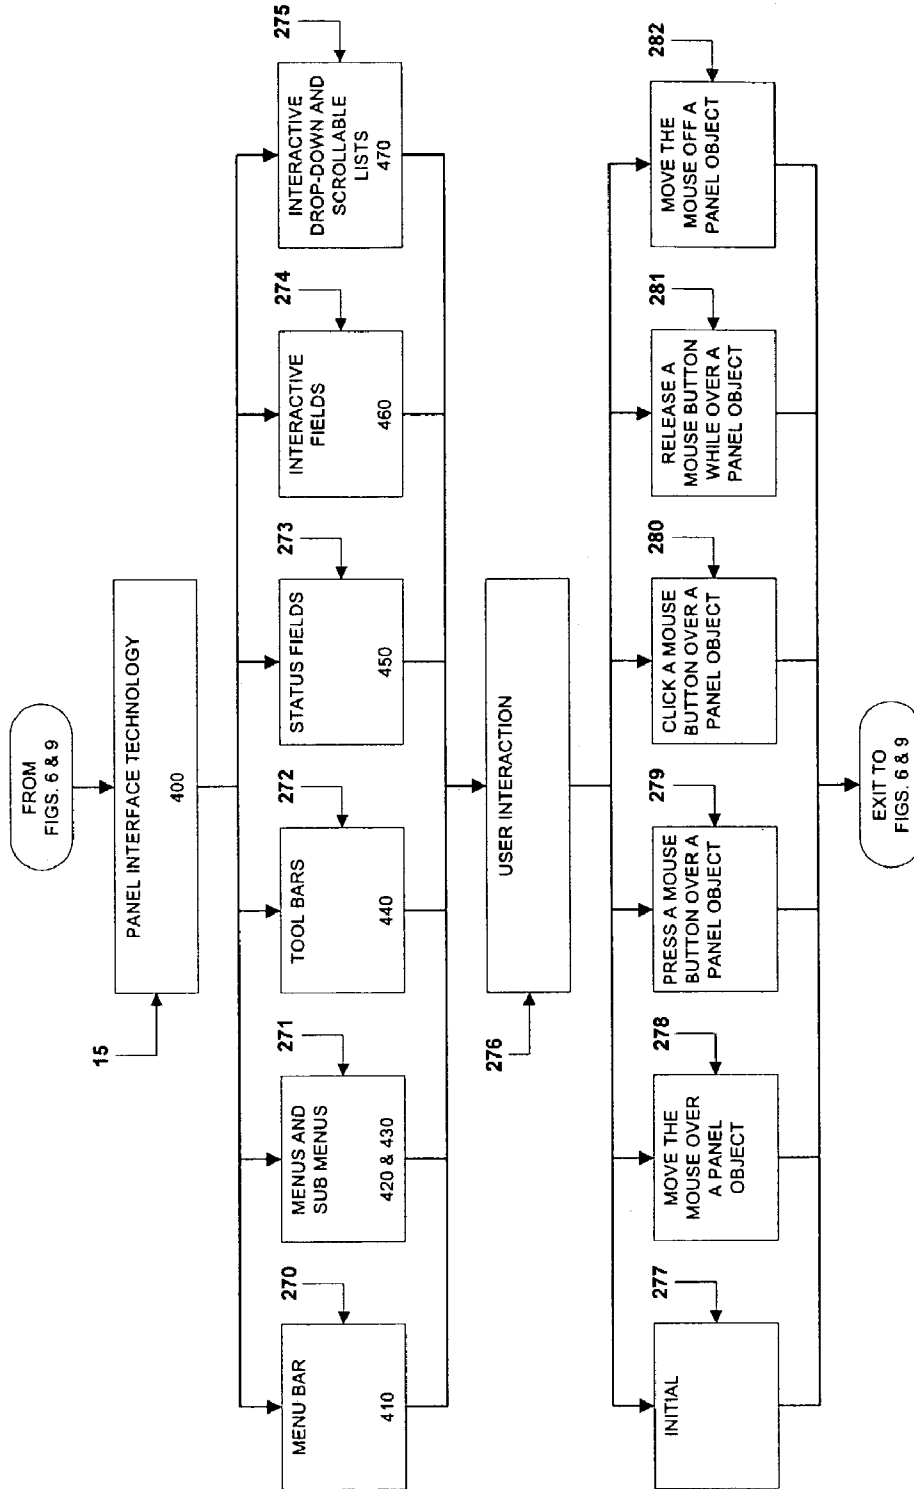 FROM
FIGS. 6 & 9
15
PANEL INTERFACE TECHNOLOGY
400
270
MENU BAR
410
271
MENUS AND
SUB MENUS
420 & 430
272
TOOL BARS
440
273
STATUS FIELDS
450
274
INTERACTIVE
FIELDS
460
275
INTERACTIVE
DROP-DOWN AND
SCROLLABLE
LISTS
470
276
USER INTERACTION
277
INITIAL
278
MOVE THE
MOUSE OVER
A PANEL
OBJECT
279
PRESS A MOUSE
BUTTON OVER A
PANEL OBJECT
280
CLICK A MOUSE
BUTTON OVER A
PANEL OBJECT
281
RELEASE A
MOUSE BUTTON
WHILE OVER A
PANEL OBJECT
282
MOVE THE
MOUSE OFF A
PANEL OBJECT
EXIT TO
FIGS. 6 & 9